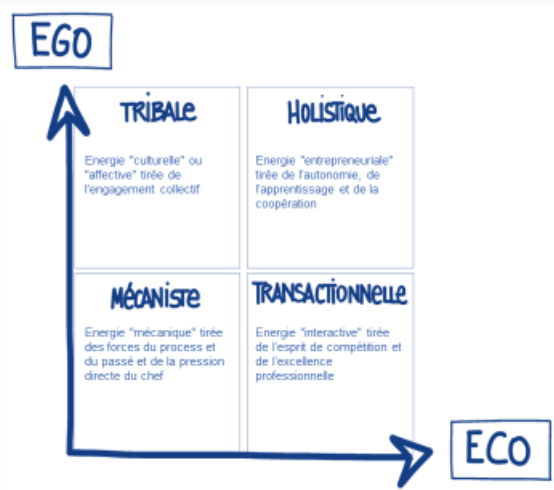 EGO
TRIBALE
Energie "culturelle" ou
"affective" tirée de
l'engagement collectif
HOLISTIQUE
Energie "entrepreneuriale"
tirée de l'autonomie, de
l'apprentissage et de la
coopération
MÉCANISTE
Energie "mécanique" tirée
des forces du process et
du passé et de la pression
directe du chef
TRANSACTIONNELLE
Energie "interactive" tirée
de l'esprit de compétition et
de l'excellence
professionnelle
ECO